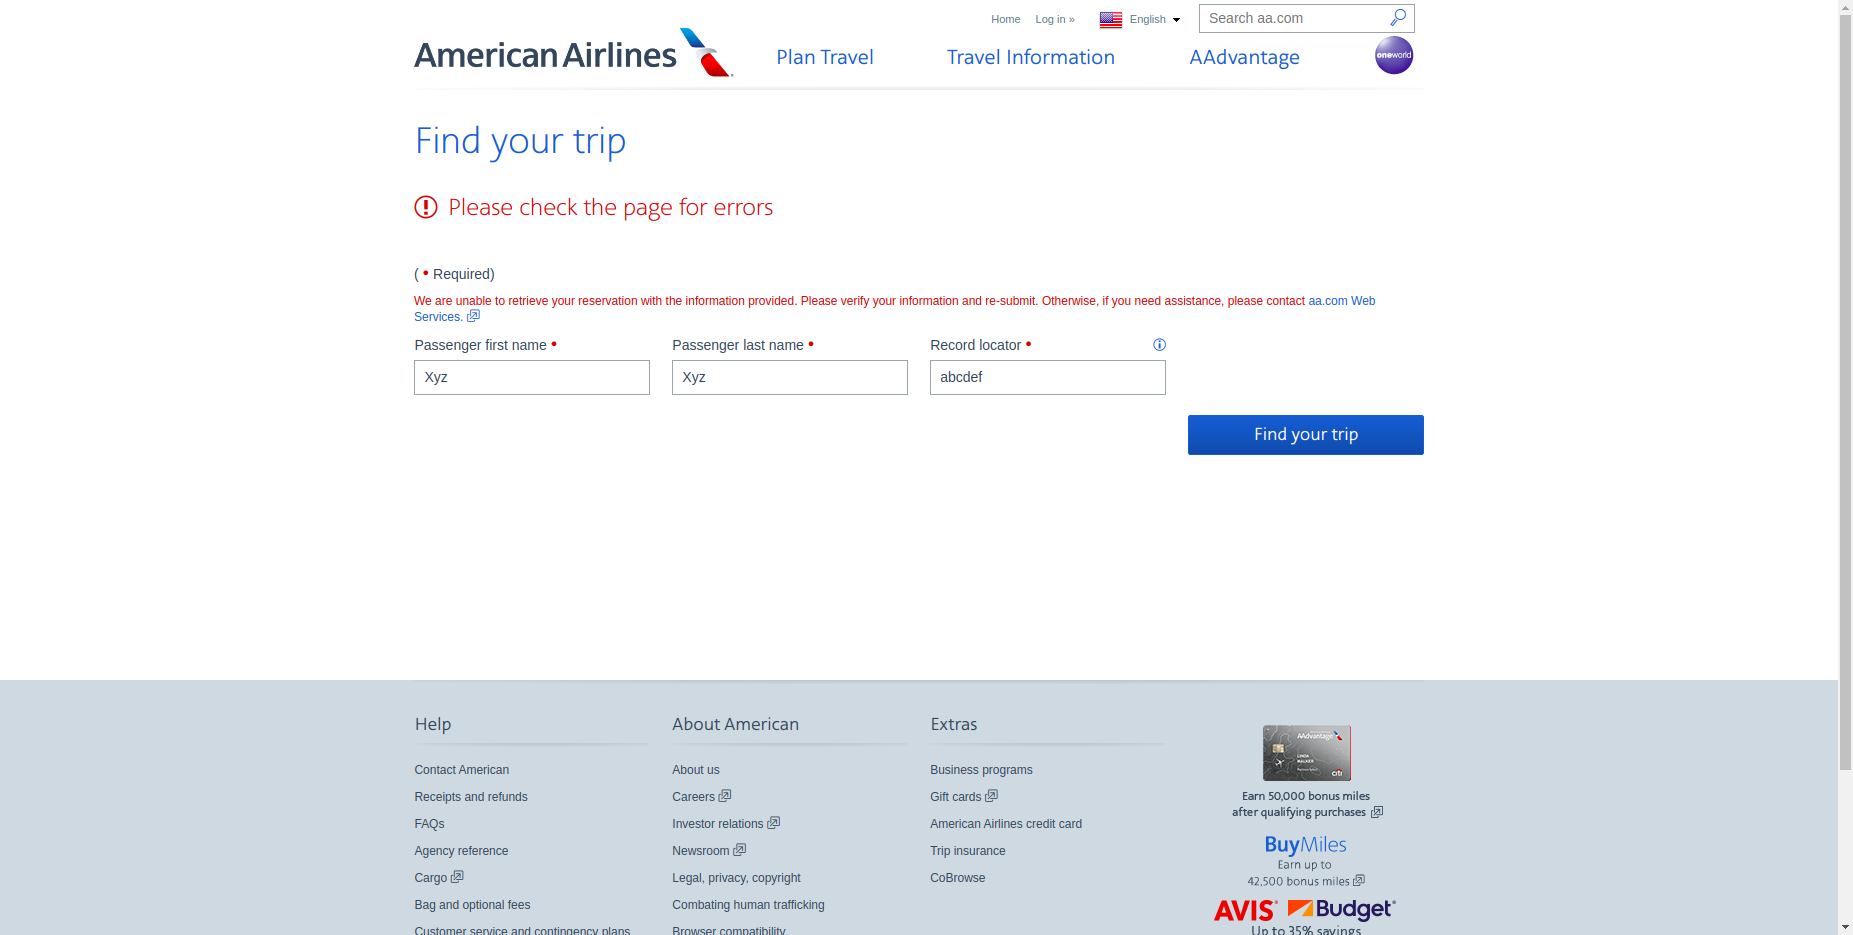 Home Log in » English Search aa.com
American Airlines Plan Travel Travel Information AAdvantage oneworld
Find your trip
Please check the page for errors
( • Required)
We are unable to retrieve your reservation with the information provided. Please verify your information and re-submit. Otherwise, if you need assistance, please contact aa.com Web
Services.
Passenger first name • Passenger last name • Record locator •
Xyz Xyz abcdef
Find your trip
Help
Contact American
Receipts and refunds
FAQs
Agency reference
Cargo
Bag and optional fees
Customer service and contingency plans
About American
About us
Careers
Investor relations
Newsroom
Legal, privacy, copyright
Combating human trafficking
Browser compatibility
Extras
Business programs
Gift cards
American Airlines credit card
Trip insurance
CoBrowse
AAdvantage
LINDA
WALKER
citi
Earn 50,000 bonus miles
after qualifying purchases
BuyMiles
Earn up to
42,500 bonus miles
AVIS Budget
Up to 35% savings